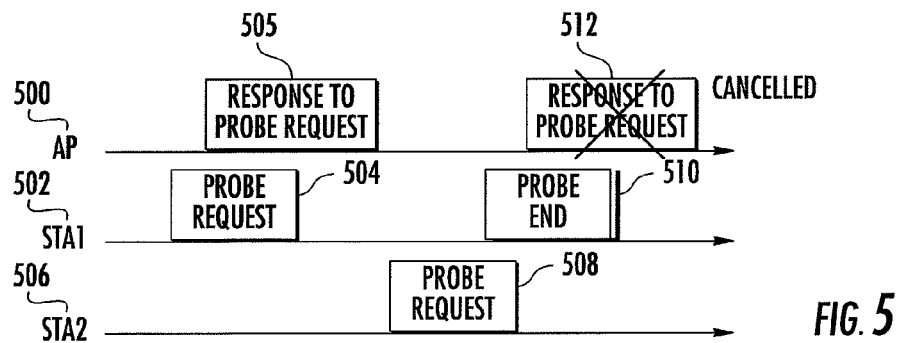 505
512
500
RESPONSE TO
PROBE REQUEST
RESPONSE TO
PROBE REQUEST
CANCELLED
AP
502
PROBE
REQUEST
504
PROBE
END
510
STA1
506
PROBE
REQUEST
508
STA2
FIG. 5